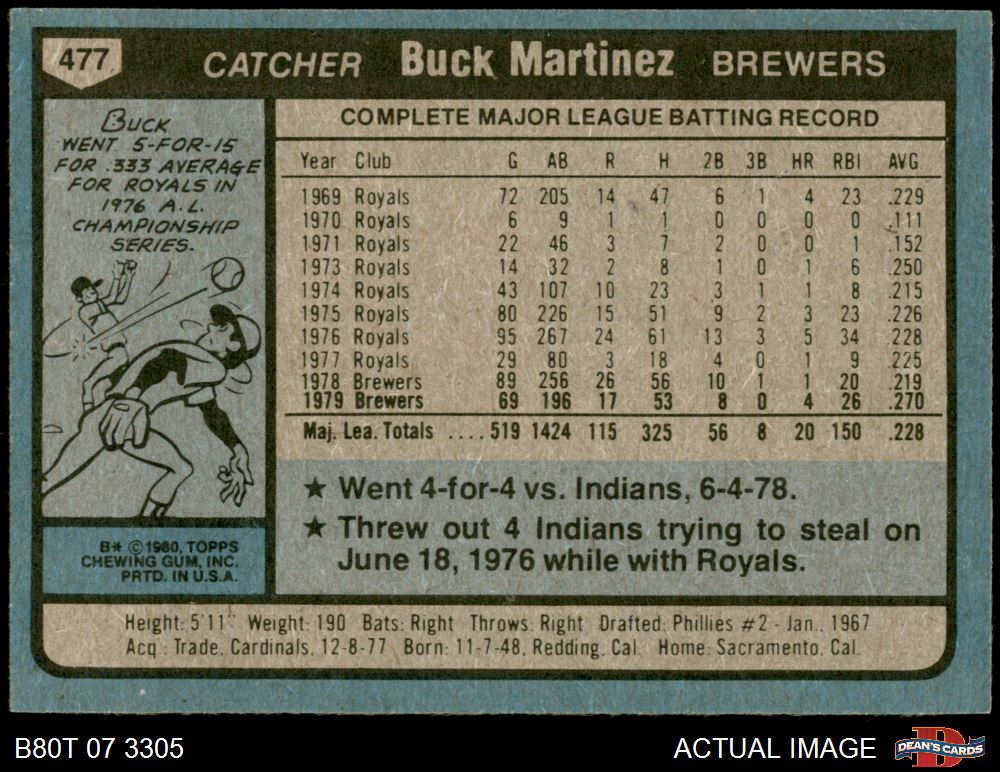 477 CATCHER Buck Martinez BREWERS
Buck
WENT 5-FOR-15
FOR .333 AVERAGE
FOR ROYALS IN
1976 A.L.
CHAMPIONSHIP
SERIES.
COMPLETE MAJOR LEAGUE BATTING RECORD
Year Club G AB R H 2B 3B HR RBI AVG.
1969 Royals 72 205 14 47 6 1 4 23 .229
1970 Royals 6 9 1 1 0 0 0 0 .111
1971 Royals 22 46 3 7 2 0 0 1 .152
1973 Royals 14 32 2 8 1 0 1 6 .250
1974 Royals 43 107 10 23 3 1 1 8 .215
1975 Royals 80 226 15 51 9 2 3 23 .226
1976 Royals 95 267 24 61 13 3 5 34 .228
1977 Royals 29 80 3 18 4 0 1 9 .225
1978 Brewers 89 256 26 56 10 1 1 20 .219
1979 Brewers 69 196 17 53 8 0 4 26 .270
Maj. Lea. Totals ....519 1424 115 325 56 8 20 150 .228
★ Went 4-for-4 vs. Indians, 6-4-78.
★ Threw out 4 Indians trying to steal on
June 18, 1976 while with Royals.
B* ©1980, TOPPS
CHEWING GUM, INC.
PRTD. IN U.S.A.
Height: 5'11" Weight: 190 Bats: Right Throws: Right Drafted: Phillies #2 - Jan., 1967
Acq.: Trade, Cardinals, 12-8-77 Born: 11-7-48, Redding, Cal. Home: Sacramento, Cal.
B80T 07 3305 ACTUAL IMAGE D DEAN'S CARDS